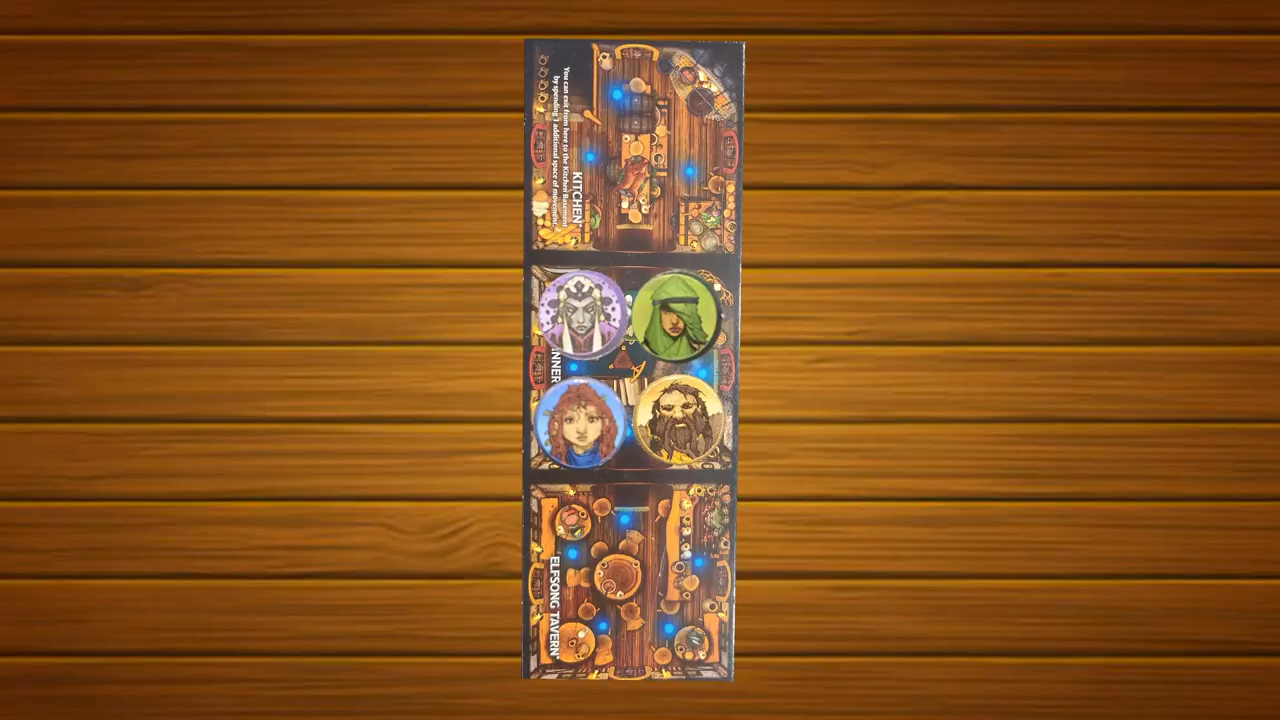 KITCHEN
You can exit from here to the Kitchen Basement
by spending 1 additional space of movement.
ELFSONG TAVERN